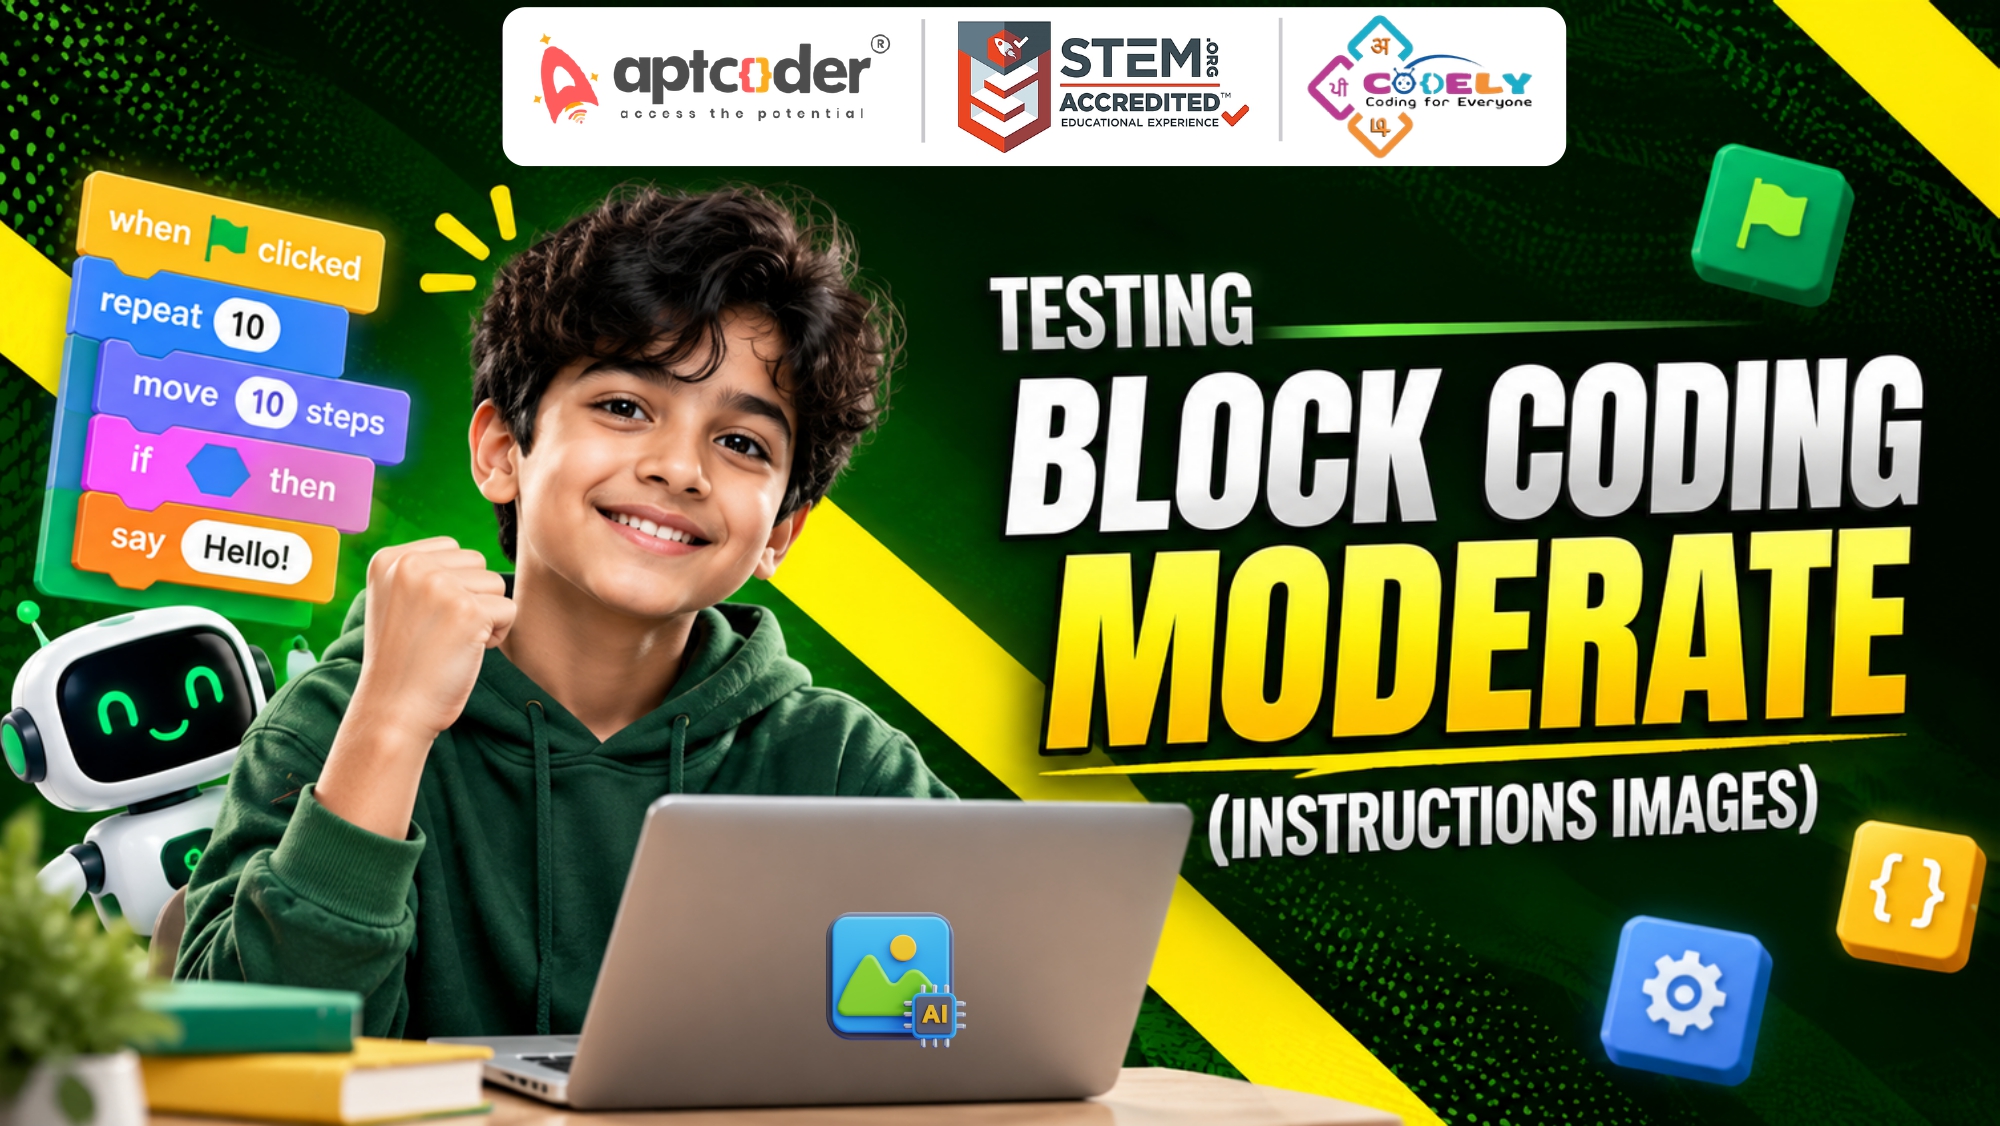 aptcoder®
access the potential
STEM.ORG
ACCREDITED™
EDUCATIONAL EXPERIENCE
अ
पी
CODELY
Coding for Everyone
when clicked
repeat 10
move 10 steps
if then
say Hello!
TESTING
BLOCK CODING
MODERATE
(INSTRUCTIONS IMAGES)
{ }
AI